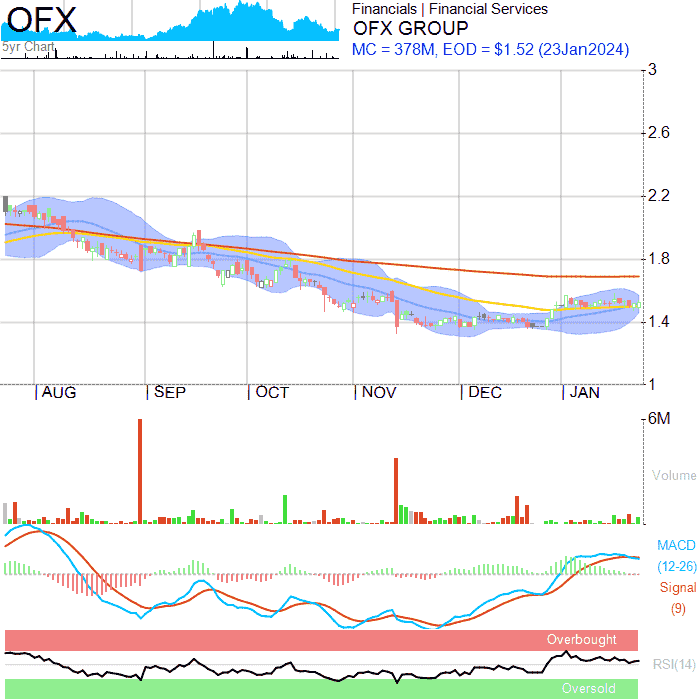 OFX
5yr Chart
Financials | Financial Services
OFX GROUP
MC = 378M, EOD = $1.52 (23Jan2024)
3
2.6
2.2
1.8
1.4
1
| AUG | SEP | OCT | NOV | DEC | JAN
6M
Volume
MACD
(12-26)
Signal
(9)
Overbought
RSI(14)
Oversold